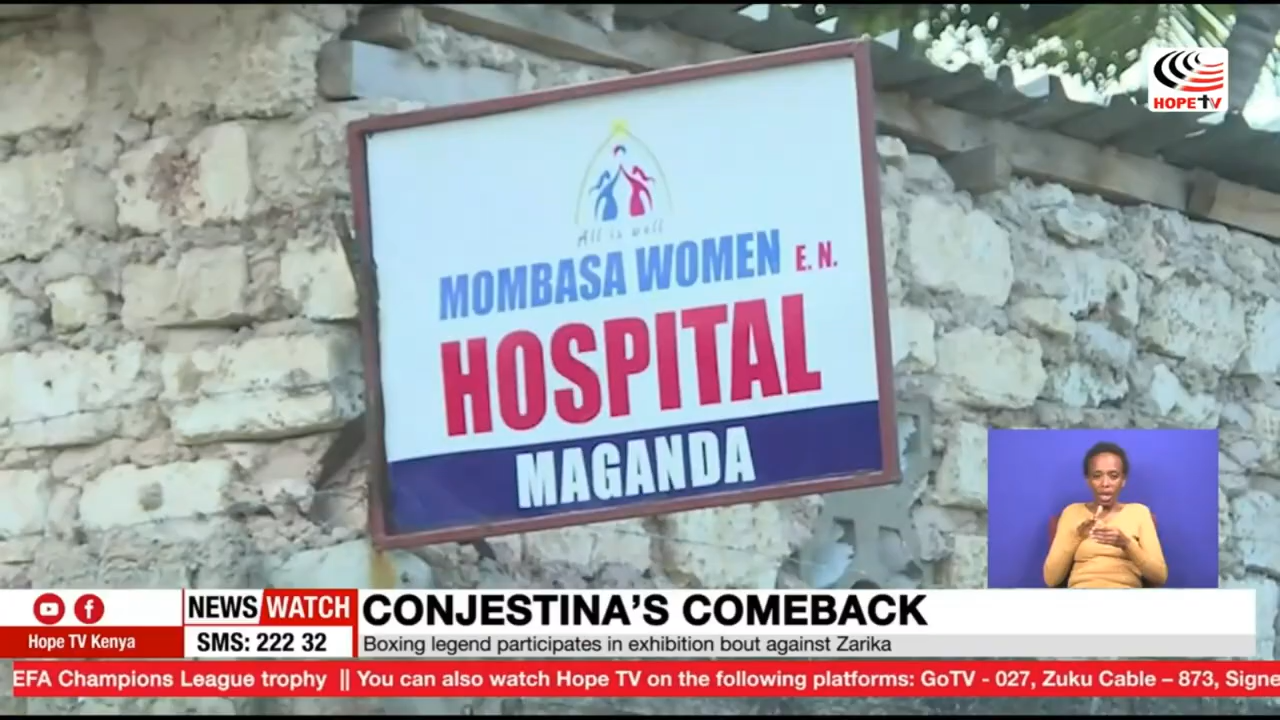 HOPE TV
All is well
MOMBASA WOMEN E. N.
HOSPITAL
MAGANDA
NEWS WATCH
CONJESTINA'S COMEBACK
Hope TV Kenya
SMS: 222 32
Boxing legend participates in exhibition bout against Zarika
EFA Champions League trophy || You can also watch Hope TV on the following platforms: GoTV - 027, Zuku Cable – 873, Signe